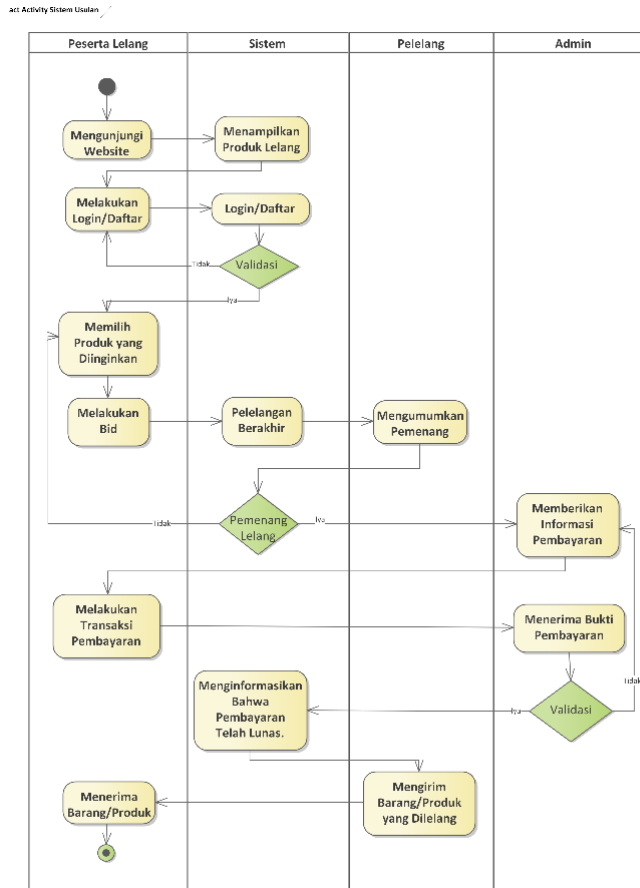 act Activity Sistem Usulan
Peserta Lelang
Sistem
Pelelang
Admin
Mengunjungi
Website
Menampilkan
Produk Lelang
Melakukan
Login/Daftar
Login/Daftar
Validasi
Tidak
Iya
Memilih
Produk yang
Diinginkan
Melakukan
Bid
Pelelangan
Berakhir
Mengumumkan
Pemenang
Pemenang
Lelang
Tidak
Iya
Memberikan
Informasi
Pembayaran
Melakukan
Transaksi
Pembayaran
Menerima Bukti
Pembayaran
Validasi
Tidak
Iya
Menginformasikan
Bahwa
Pembayaran
Telah Lunas.
Mengirim
Barang/Produk
yang Dilelang
Menerima
Barang/Produk